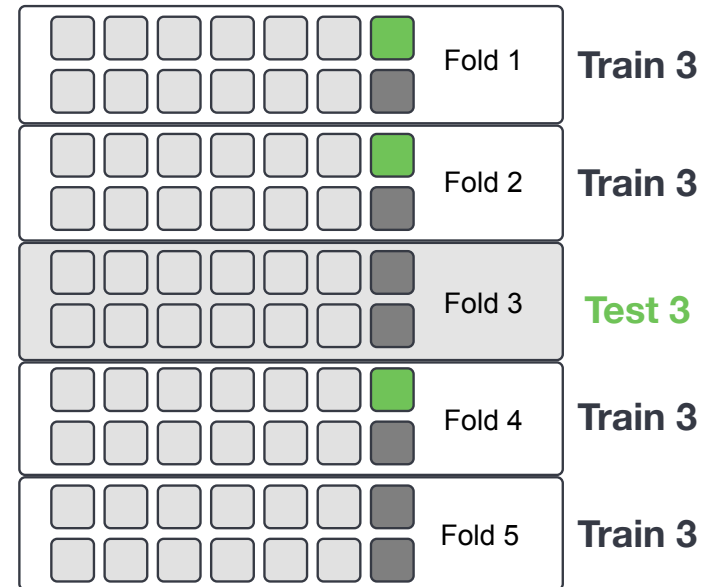 Fold 1 Train 3
Fold 2 Train 3
Fold 3 Test 3
Fold 4 Train 3
Fold 5 Train 3